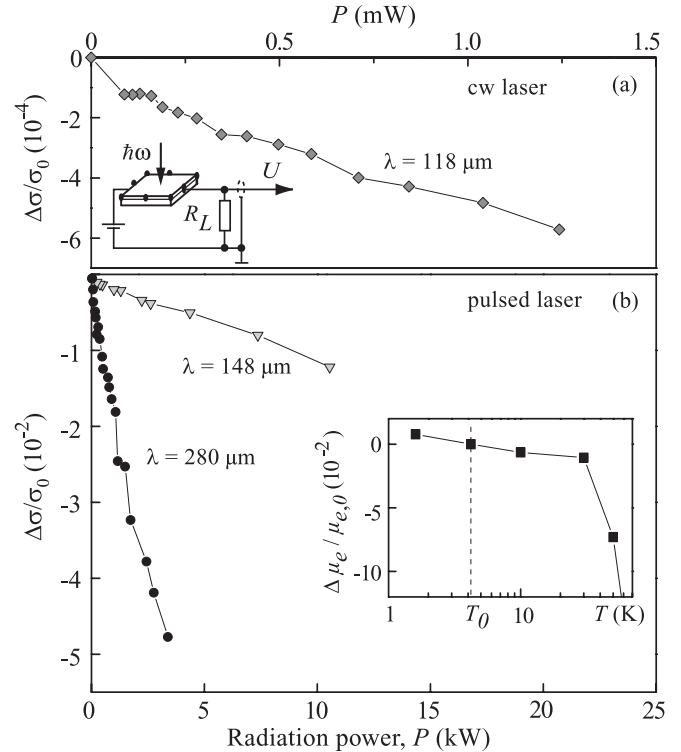 P (mW)
0 0.5 1.0 1.5
0
-2
-4
-6
Δσ/σ0 (10-4)
(a)
cw laser
λ = 118 μm
ħω
U
RL
pulsed laser (b)
-1
-2
-3
-4
-5
Δσ/σ0 (10-2)
λ = 148 μm
λ = 280 μm
Δ μe / μe,0 (10-2)
0
-5
-10
1 T0 10 T (K)
0 5 10 15 20 25
Radiation power, P (kW)